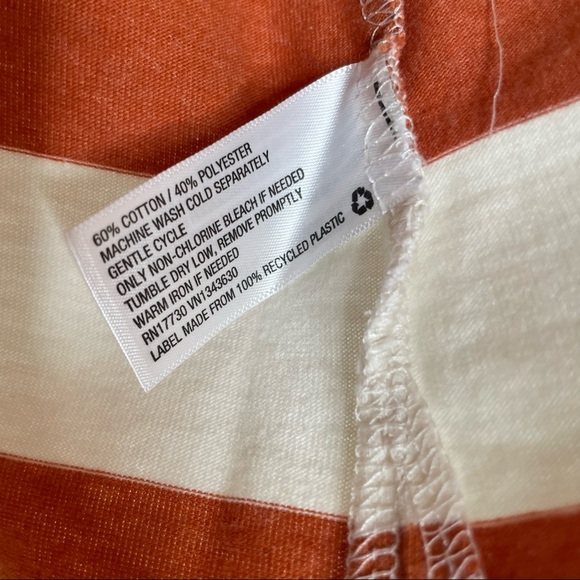 60% COTTON / 40% POLYESTER
MACHINE WASH COLD SEPARATELY
GENTLE CYCLE
ONLY NON-CHLORINE BLEACH IF NEEDED
TUMBLE DRY LOW, REMOVE PROMPTLY
WARM IRON IF NEEDED
RN17730 VN1343630
LABEL MADE FROM 100% RECYCLED PLASTIC